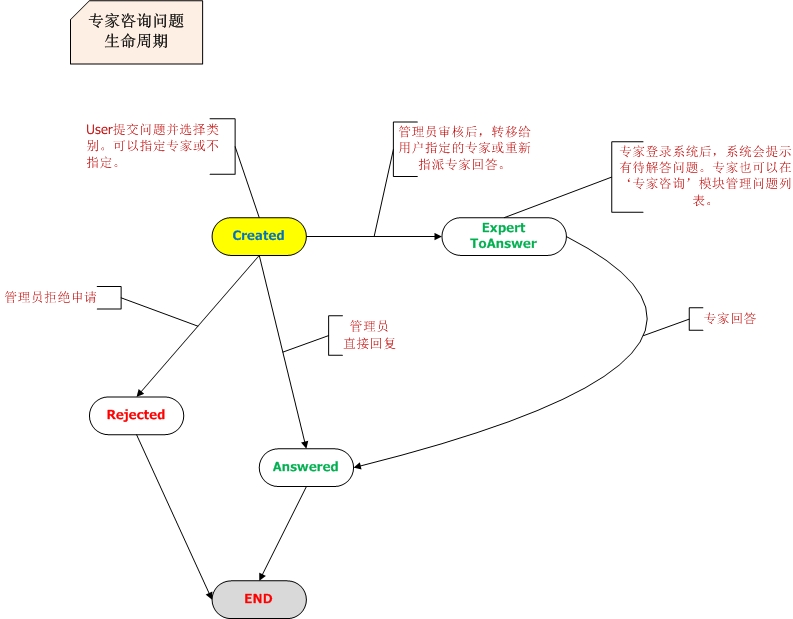 专家咨询问题
生命周期
User提交问题并选择类
别。可以指定专家或不
指定。
管理员审核后，转移给
用户指定的专家或重新
指派专家回答。
专家登录系统后，系统会提示
有待解答问题。专家也可以在
‘专家咨询’模块管理问题列
表。
Created
Expert
ToAnswer
管理员拒绝申请
管理员
直接回复
专家回答
Rejected
Answered
END